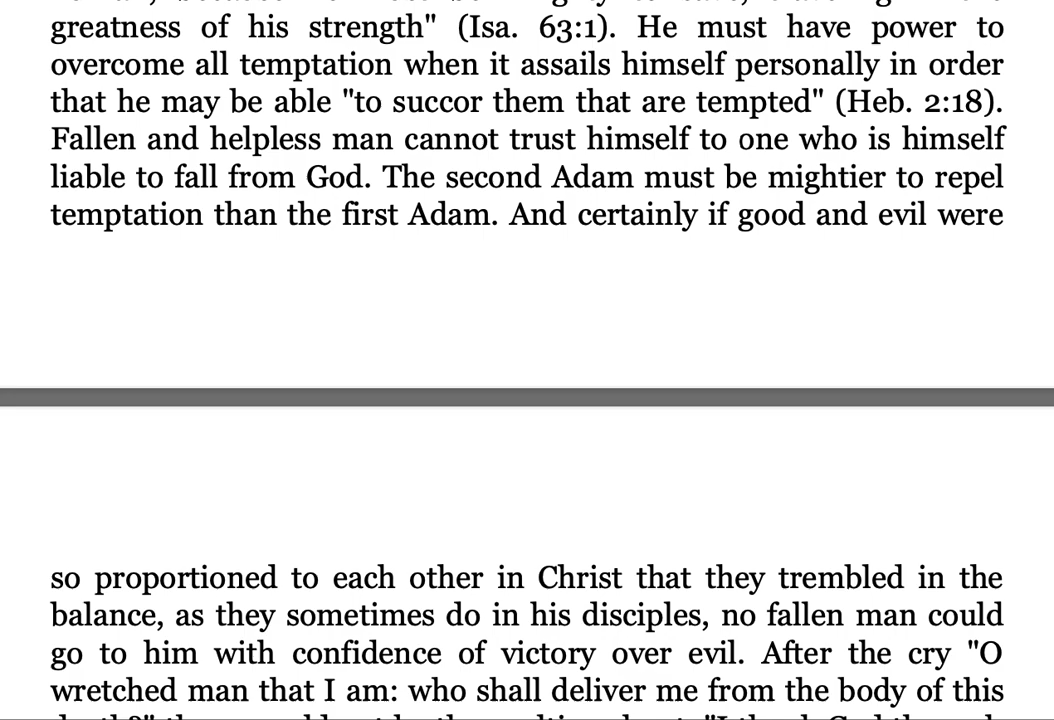 greatness of his strength" (Isa. 63:1). He must have power to
overcome all temptation when it assails himself personally in order
that he may be able "to succor them that are tempted" (Heb. 2:18).
Fallen and helpless man cannot trust himself to one who is himself
liable to fall from God. The second Adam must be mightier to repel
temptation than the first Adam. And certainly if good and evil were
so proportioned to each other in Christ that they trembled in the
balance, as they sometimes do in his disciples, no fallen man could
go to him with confidence of victory over evil. After the cry "O
wretched man that I am: who shall deliver me from the body of this